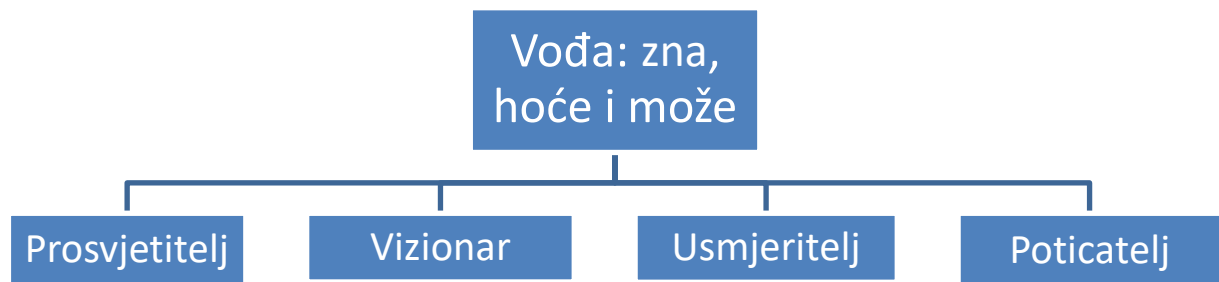 Vođa: zna,
hoće i može
Prosvjetitelj
Vizionar
Usmjeritelj
Poticatelj